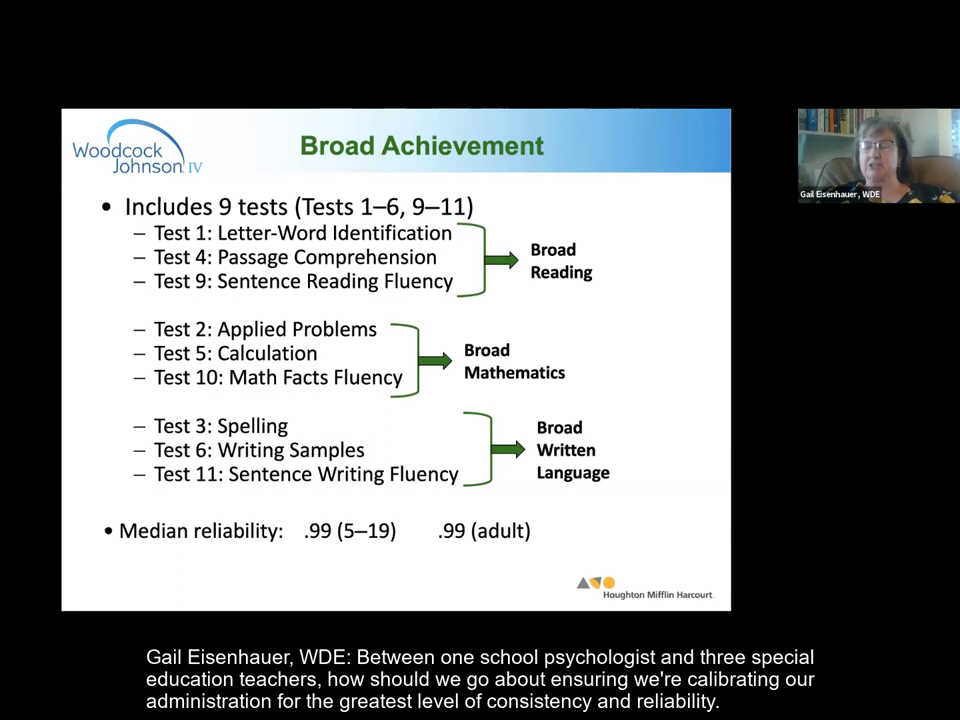 Woodcock
Johnson IV
Broad Achievement
• Includes 9 tests (Tests 1–6, 9–11)
– Test 1: Letter-Word Identification
– Test 4: Passage Comprehension
– Test 9: Sentence Reading Fluency
Broad
Reading
– Test 2: Applied Problems
– Test 5: Calculation
– Test 10: Math Facts Fluency
Broad
Mathematics
– Test 3: Spelling
– Test 6: Writing Samples
– Test 11: Sentence Writing Fluency
Broad
Written
Language
• Median reliability: .99 (5–19) .99 (adult)
Houghton Mifflin Harcourt.
Gail Eisenhauer, WDE
Gail Eisenhauer, WDE: Between one school psychologist and three special
education teachers, how should we go about ensuring we're calibrating our
administration for the greatest level of consistency and reliability.